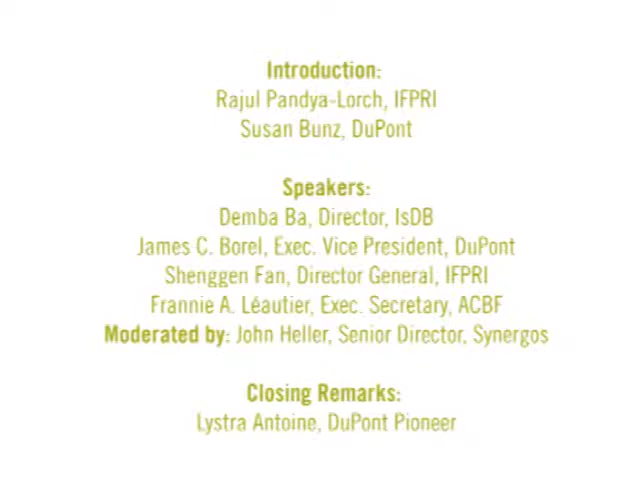 Introduction:
Rajul Pandya-Lorch, IFPRI
Susan Bunz, DuPont
Speakers:
Demba Ba, Director, IsDB
James C. Borel, Exec. Vice President, DuPont
Shenggen Fan, Director General, IFPRI
Frannie A. Léautier, Exec. Secretary, ACBF
Moderated by: John Heller, Senior Director, Synergos
Closing Remarks:
Lystra Antoine, DuPont Pioneer